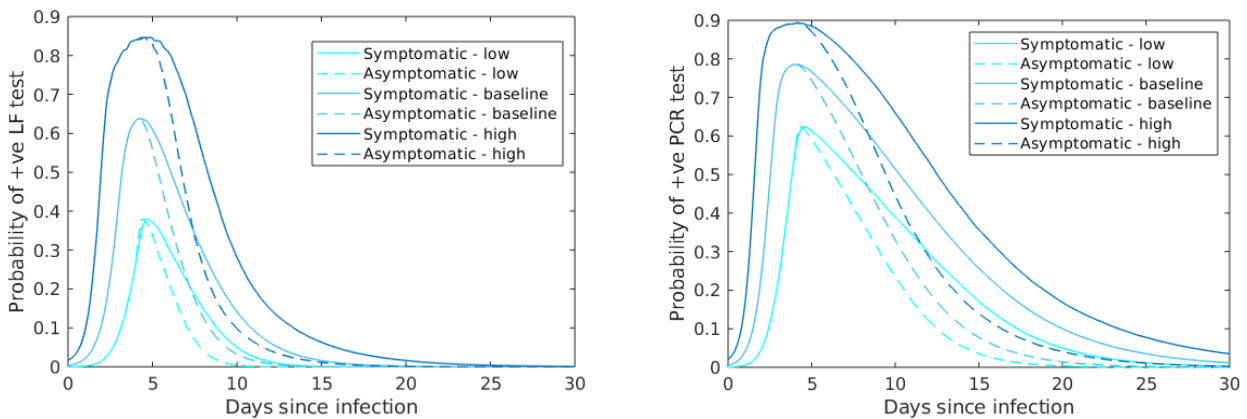 Probability of +ve LF test
0.9
0.8
0.7
0.6
0.5
0.4
0.3
0.2
0.1
0
0 5 10 15 20 25 30
Days since infection
Symptomatic - low
Asymptomatic - low
Symptomatic - baseline
Asymptomatic - baseline
Symptomatic - high
Asymptomatic - high
Probability of +ve PCR test
0.9
0.8
0.7
0.6
0.5
0.4
0.3
0.2
0.1
0
0 5 10 15 20 25 30
Days since infection
Symptomatic - low
Asymptomatic - low
Symptomatic - baseline
Asymptomatic - baseline
Symptomatic - high
Asymptomatic - high